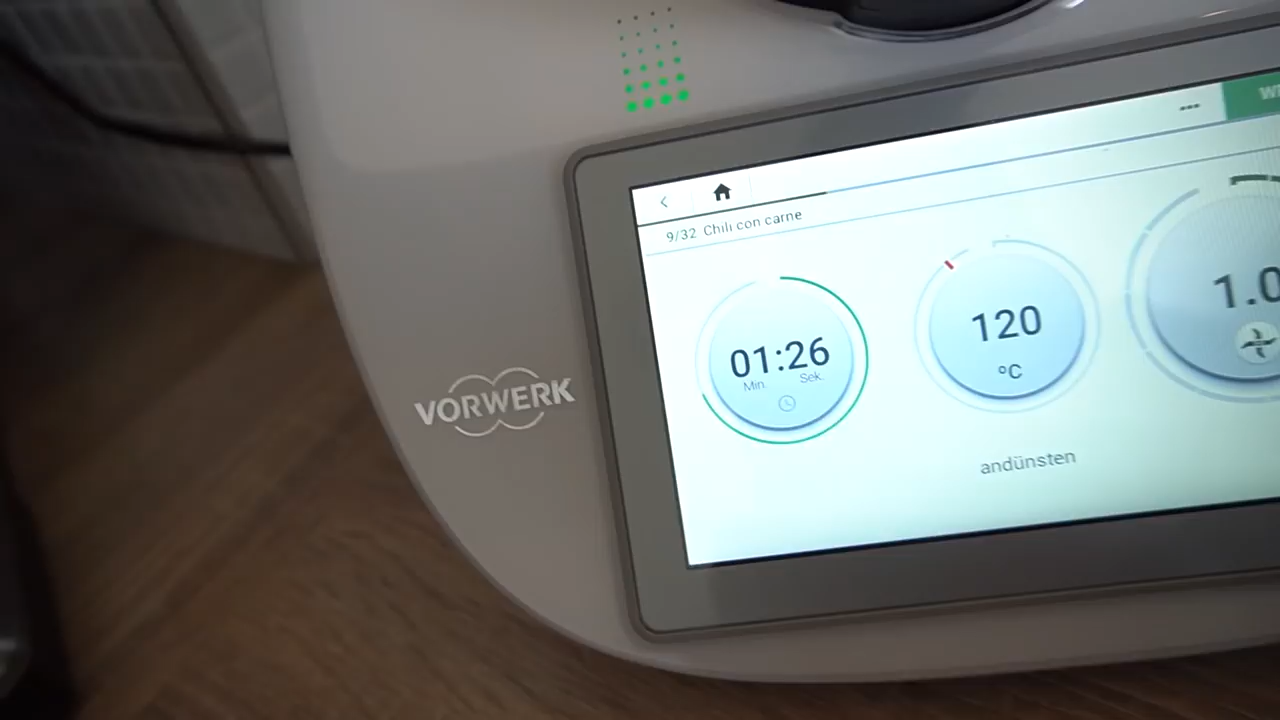 9/32 Chili con carne
01:26
Min. Sek.
120
°C
1.0
andünsten
VORWERK